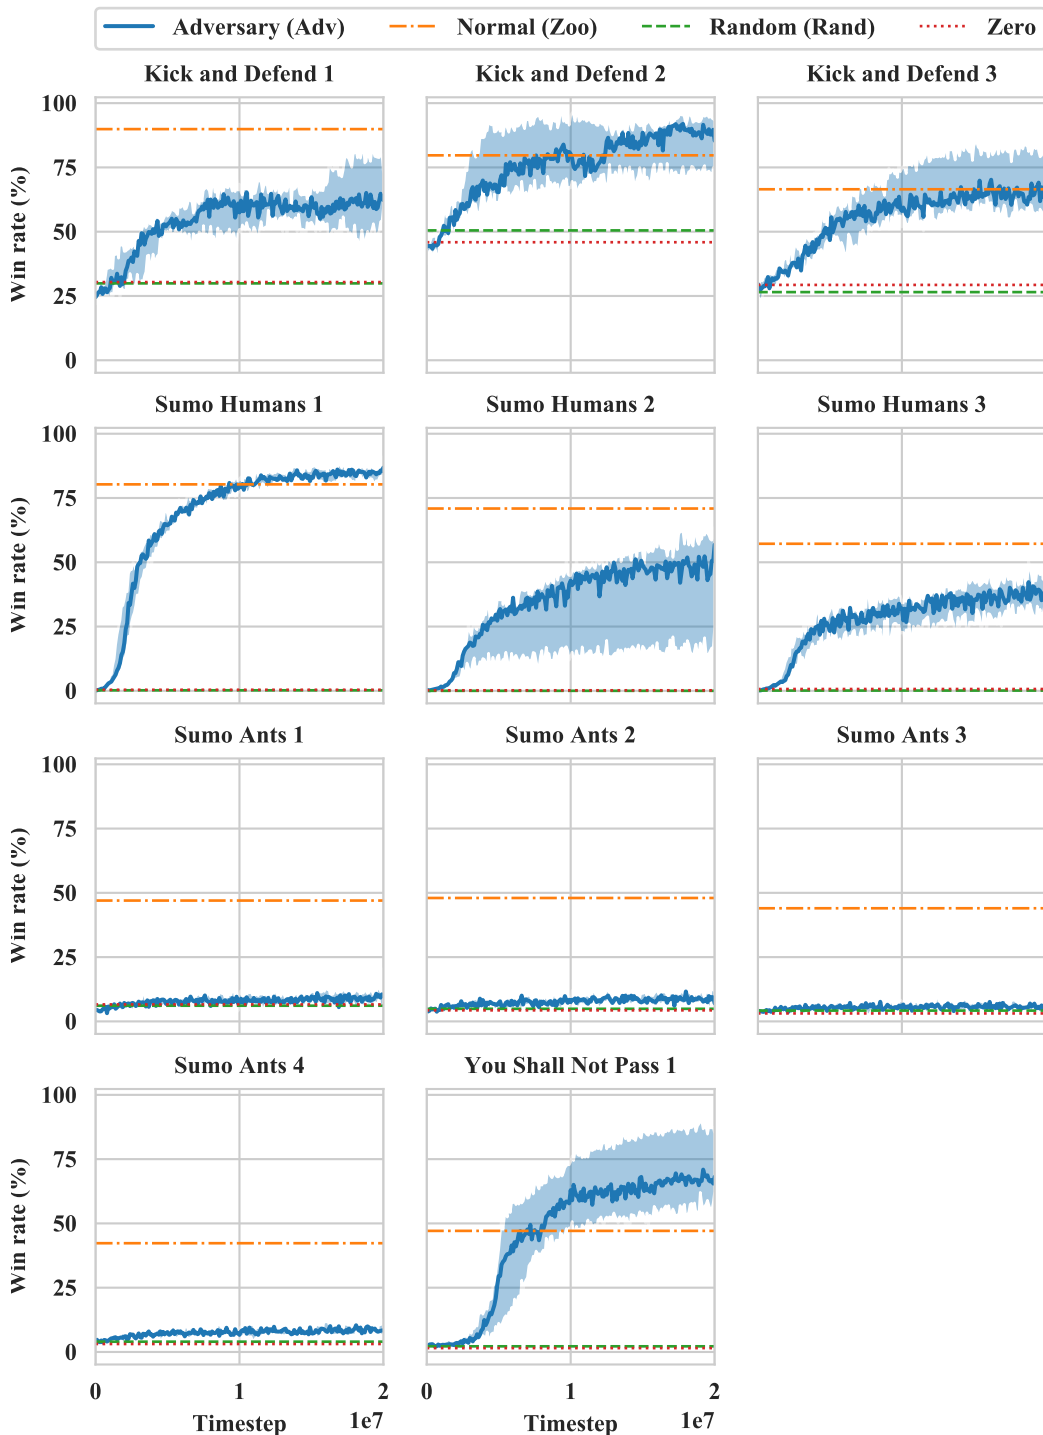 Adversary (Adv) Normal (Zoo) Random (Rand) Zero
Kick and Defend 1 Kick and Defend 2 Kick and Defend 3
100
75
50
25
0
Win rate (%)
Sumo Humans 1 Sumo Humans 2 Sumo Humans 3
100
75
50
25
0
Win rate (%)
Sumo Ants 1 Sumo Ants 2 Sumo Ants 3
100
75
50
25
0
Win rate (%)
Sumo Ants 4 You Shall Not Pass 1
100
75
50
25
0
Win rate (%)
0 1 2 0 1 2
1e7 1e7
Timestep Timestep